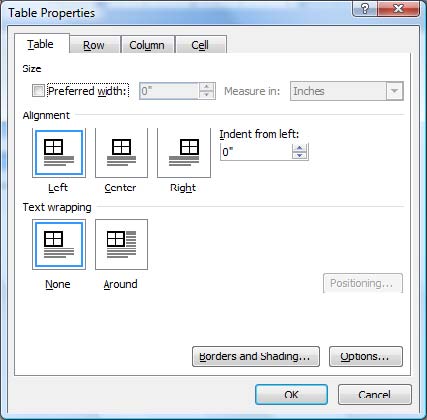 Table Properties
Table Row Column Cell
Size
Preferred width: 0" Measure in: Inches
Alignment
Indent from left:
0"
Left Center Right
Text wrapping
None Around
Positioning...
Borders and Shading... Options...
OK Cancel